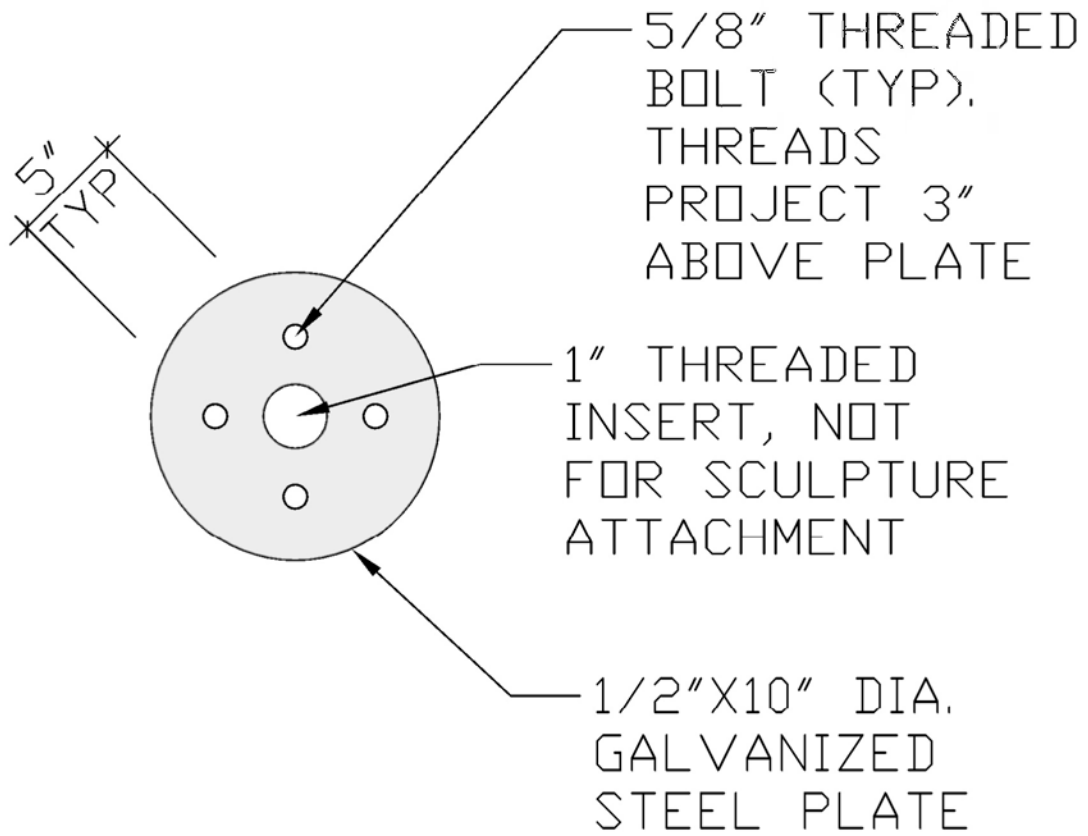 5/8" THREADED
BOLT (TYP).
THREADS
PROJECT 3"
ABOVE PLATE
5"
TYP
1" THREADED
INSERT, NOT
FOR SCULPTURE
ATTACHMENT
1/2"X10" DIA.
GALVANIZED
STEEL PLATE